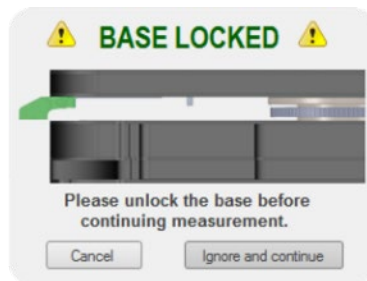 BASE LOCKED
Please unlock the base before
continuing measurement.
Cancel
Ignore and continue